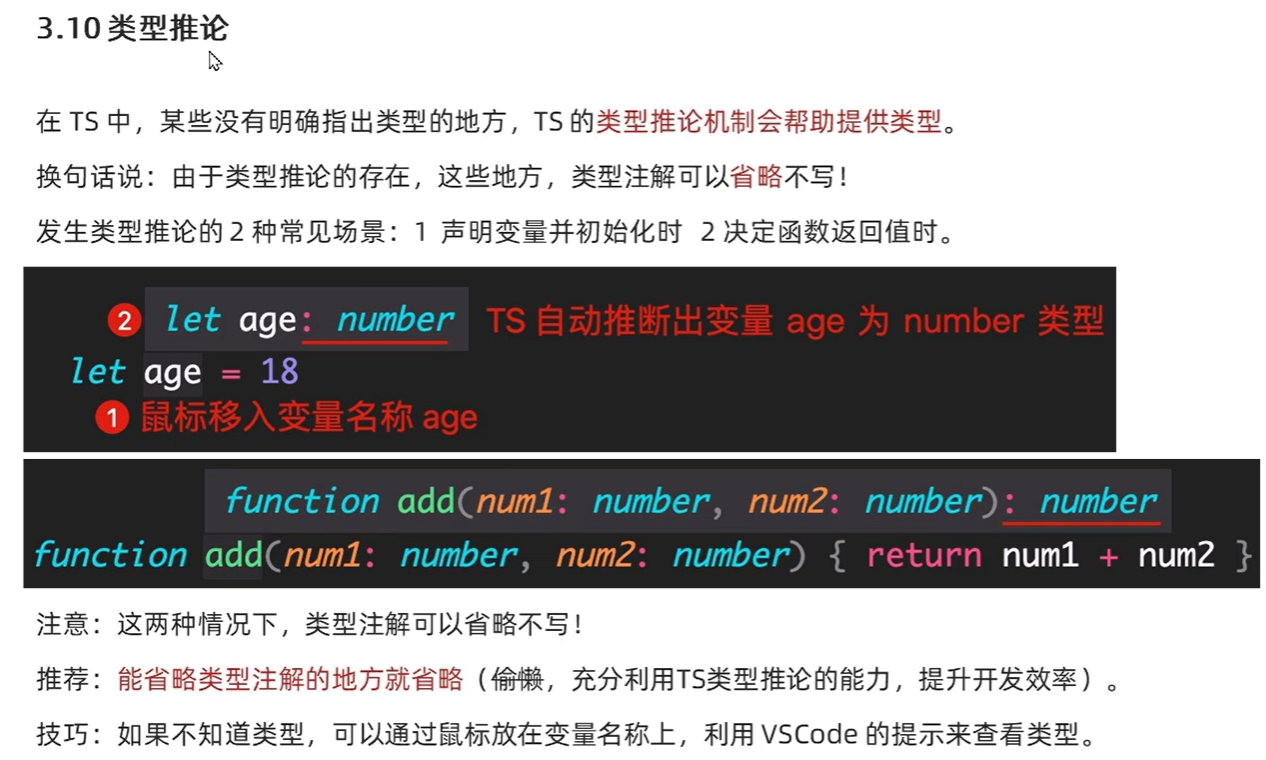 3.10 类型推论
在 TS 中，某些没有明确指出类型的地方，TS 的类型推论机制会帮助提供类型。
换句话说：由于类型推论的存在，这些地方，类型注解可以省略不写！
发生类型推论的 2 种常见场景：1 声明变量并初始化时 2 决定函数返回值时。
2 let age: number TS 自动推断出变量 age 为 number 类型
let age = 18
1 鼠标移入变量名称 age
function add(num1: number, num2: number): number
function add(num1: number, num2: number) { return num1 + num2 }
注意：这两种情况下，类型注解可以省略不写！
推荐：能省略类型注解的地方就省略（偷懒，充分利用TS类型推论的能力，提升开发效率）。
技巧：如果不知道类型，可以通过鼠标放在变量名称上，利用 VSCode 的提示来查看类型。